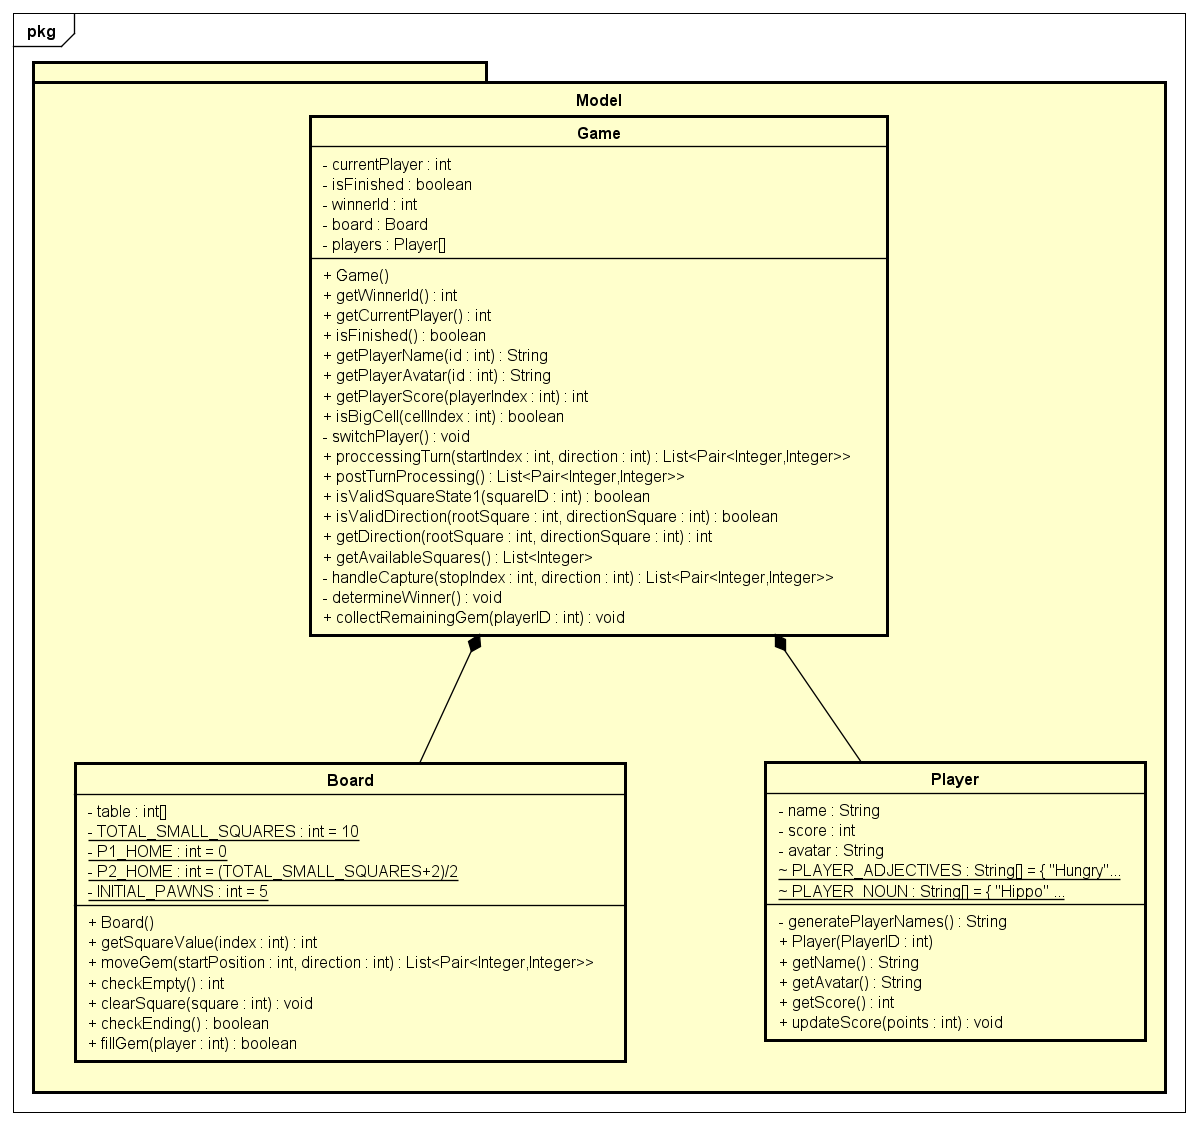 pkg
Model
Game
- currentPlayer : int
- isFinished : boolean
- winnerId : int
- board : Board
- players : Player[]
+ Game()
+ getWinnerId() : int
+ getCurrentPlayer() : int
+ isFinished() : boolean
+ getPlayerName(id : int) : String
+ getPlayerAvatar(id : int) : String
+ getPlayerScore(playerIndex : int) : int
+ isBigCell(cellIndex : int) : boolean
- switchPlayer() : void
+ proccessingTurn(startIndex : int, direction : int) : List<Pair<Integer,Integer>>
+ postTurnProcessing() : List<Pair<Integer,Integer>>
+ isValidSquareState1(squareID : int) : boolean
+ isValidDirection(rootSquare : int, directionSquare : int) : boolean
+ getDirection(rootSquare : int, directionSquare : int) : int
+ getAvailableSquares() : List<Integer>
- handleCapture(stopIndex : int, direction : int) : List<Pair<Integer,Integer>>
- determineWinner() : void
+ collectRemainingGem(playerID : int) : void
Board
- table : int[]
- TOTAL_SMALL_SQUARES : int = 10
- P1_HOME : int = 0
- P2_HOME : int = (TOTAL_SMALL_SQUARES+2)/2
- INITIAL_PAWNS : int = 5
+ Board()
+ getSquareValue(index : int) : int
+ moveGem(startPosition : int, direction : int) : List<Pair<Integer,Integer>>
+ checkEmpty() : int
+ clearSquare(square : int) : void
+ checkEnding() : boolean
+ fillGem(player : int) : boolean
Player
- name : String
- score : int
- avatar : String
~ PLAYER_ADJECTIVES : String[] = { "Hungry"...
~ PLAYER_NOUN : String[] = { "Hippo" ...
- generatePlayerNames() : String
+ Player(PlayerID : int)
+ getName() : String
+ getAvatar() : String
+ getScore() : int
+ updateScore(points : int) : void